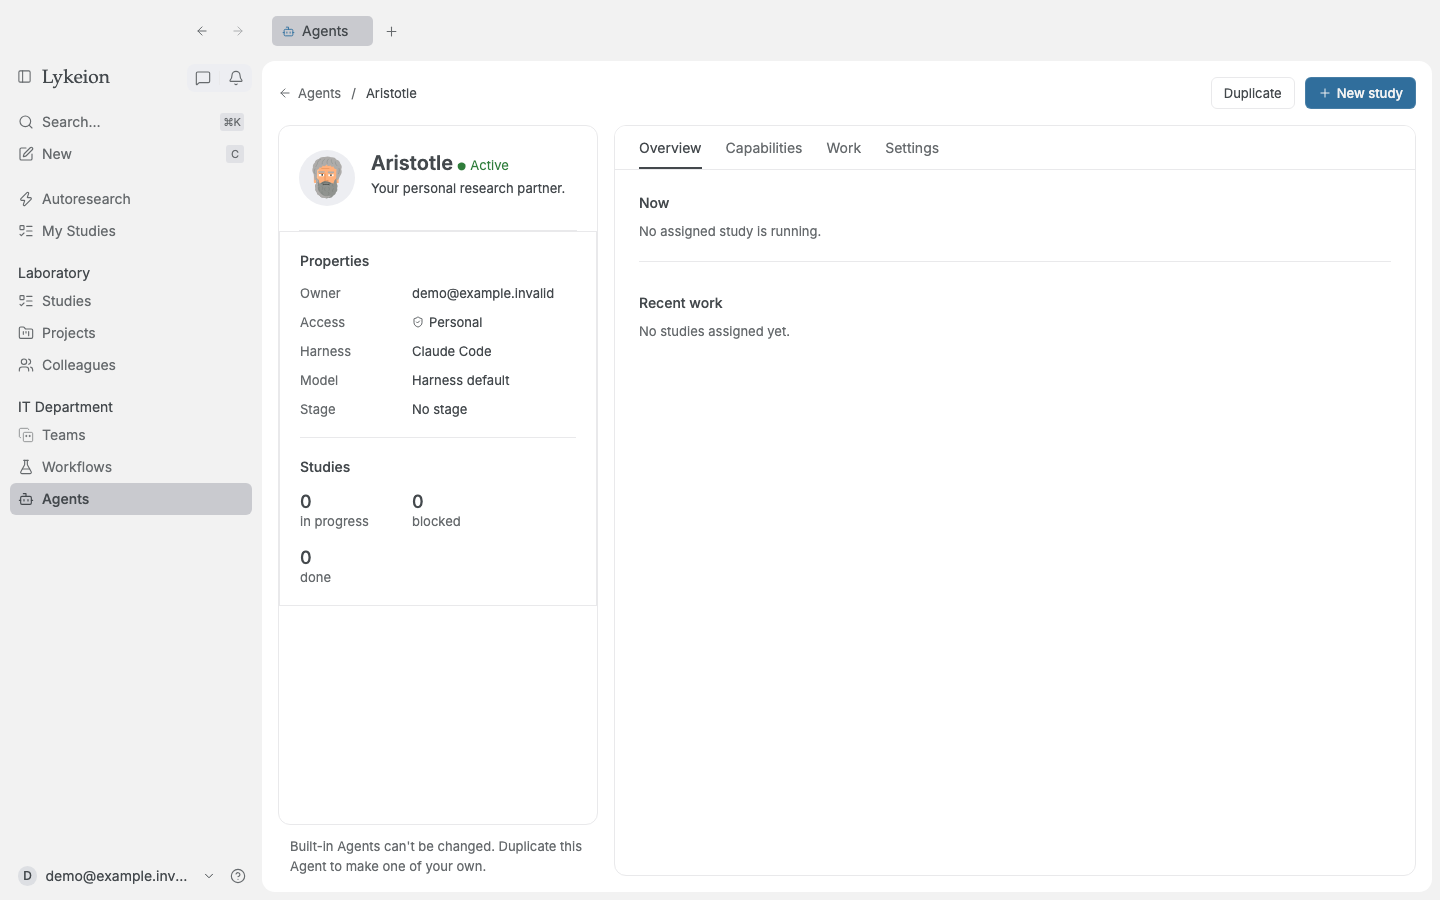 Agents
Lykeion
Search...
⌘K
New
C
Autoresearch
My Studies
Laboratory
Studies
Projects
Colleagues
IT Department
Teams
Workflows
Agents
D
demo@example.inv...
Agents / Aristotle
Duplicate
New study
Aristotle
Active
Your personal research partner.
Properties
Owner demo@example.invalid
Access Personal
Harness Claude Code
Model Harness default
Stage No stage
Studies
0 0
in progress blocked
0
done
Built-in Agents can't be changed. Duplicate this
Agent to make one of your own.
Overview Capabilities Work Settings
Now
No assigned study is running.
Recent work
No studies assigned yet.